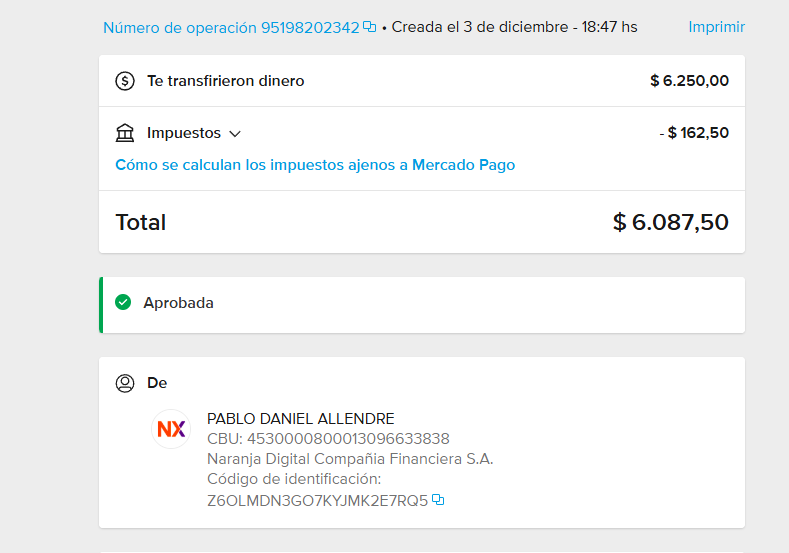 Número de operación 95198202342 • Creada el 3 de diciembre - 18:47 hs Imprimir
Te transfirieron dinero $ 6.250,00
Impuestos - $ 162,50
Cómo se calculan los impuestos ajenos a Mercado Pago
Total $ 6.087,50
Aprobada
De
NX
PABLO DANIEL ALLENDRE
CBU: 4530000800013096633838
Naranja Digital Compañia Financiera S.A.
Código de identificación:
Z6OLMDN3GO7KYJMK2E7RQ5